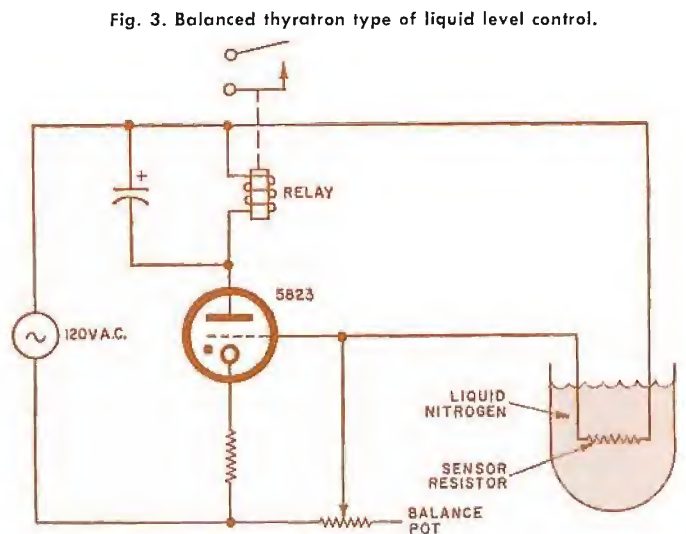 Fig. 3. Balanced thyratron type of liquid level control.
+
RELAY
5823
120V A.C.
LIQUID
NITROGEN
SENSOR
RESISTOR
BALANCE
POT